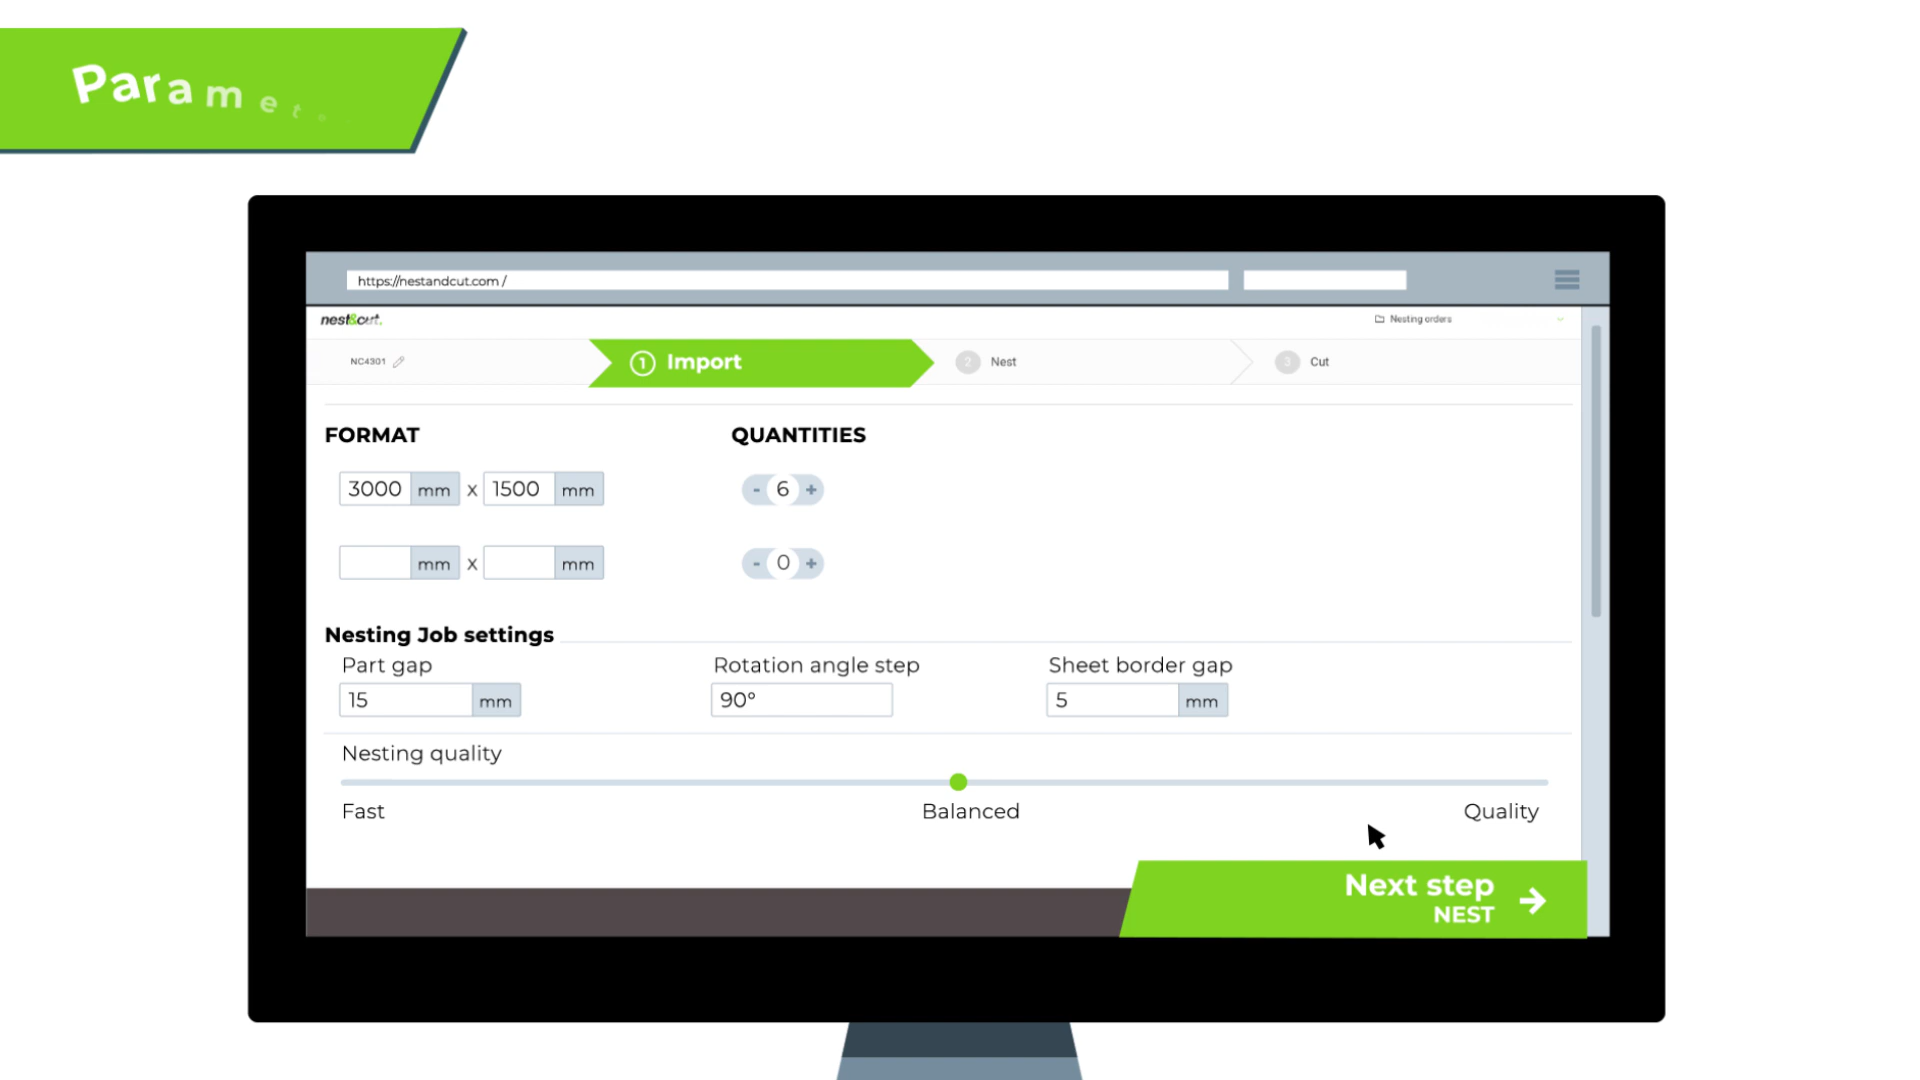 Paramet
https://nestandcut.com /
nest&cut.
Nesting orders
NC4301
1 Import
2 Nest
3 Cut
FORMAT
QUANTITIES
3000 mm x 1500 mm
- 6 +
mm x mm
- 0 +
Nesting Job settings
Part gap
Rotation angle step
Sheet border gap
15 mm
90°
5 mm
Nesting quality
Fast
Balanced
Quality
Next step
NEST